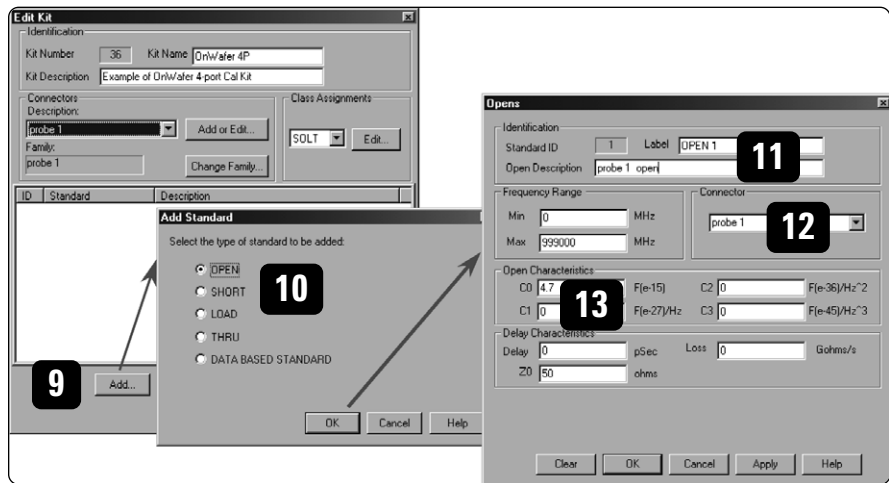 Edit Kit
Identification
Kit Number 36 Kit Name OnWafer 4P
Kit Description Example of OnWafer 4-port Cal Kit
Connectors
Description:
probe 1
Add or Edit...
Family:
probe 1
Change Family...
Class Assignments
SOLT Edit...
ID Standard Description
9 Add...
Add Standard
Select the type of standard to be added:
OPEN
SHORT
LOAD
THRU
DATA BASED STANDARD
10
OK Cancel Help
Opens
Identification
Standard ID 1 Label OPEN 1
Open Description probe 1 open
11
Frequency Range
Min 0 MHz
Max 999000 MHz
Connector
probe 1
12
Open Characteristics
C0 4.7 F(e-15) C2 0 F(e-36)/Hz^2
C1 0 F(e-27)/Hz C3 0 F(e-45)/Hz^3
13
Delay Characteristics
Delay 0 pSec Loss 0 Gohms/s
Z0 50 ohms
Clear OK Cancel Apply Help